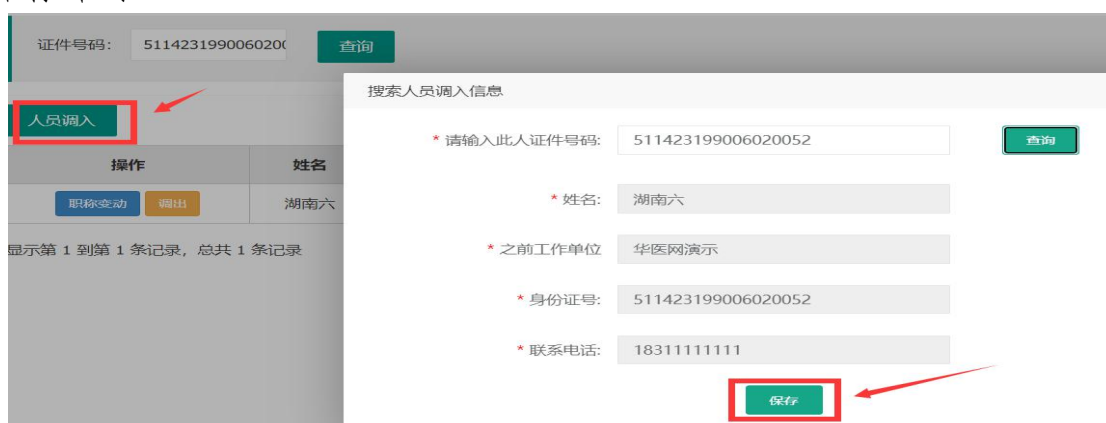 证件号码: 5114231990060200 查询
搜索人员调入信息
人员调入
* 请输入此人证件号码: 511423199006020052 查询
操作 姓名
职称变动 调出 湖南六
* 姓名: 湖南六
显示第 1 到第 1 条记录，总共 1 条记录
* 之前工作单位 华医网演示
* 身份证号: 511423199006020052
* 联系电话: 18311111111
保存